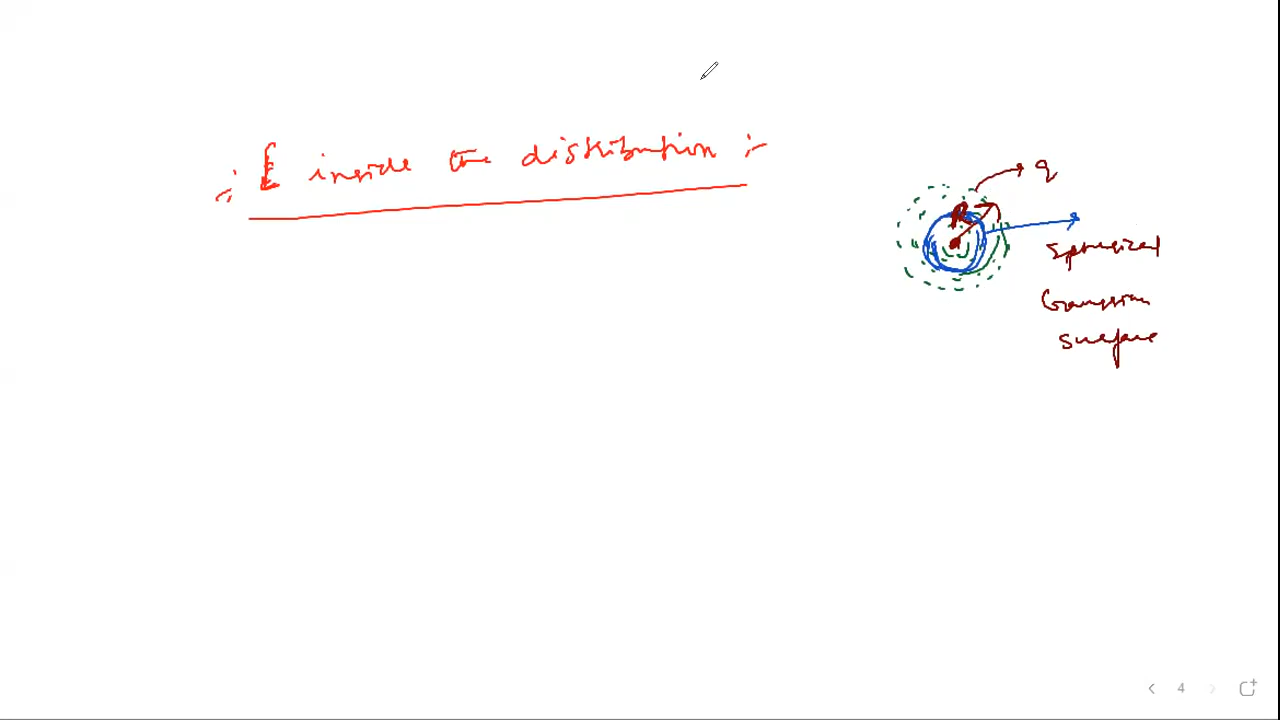 :- E inside the distribution :-
q
R
Spherical
Gaussian
surface
4